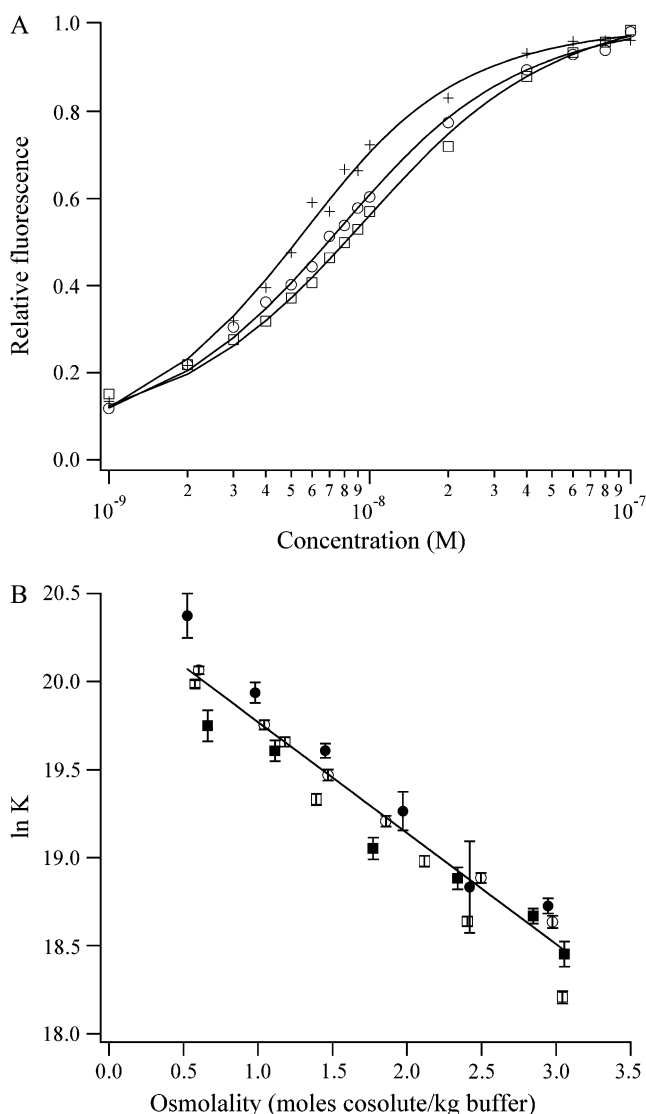 A
1.0
0.8
0.6
0.4
0.2
0.0
Relative fluorescence
2 3 4 5 6 7 8 9 2 3 4 5 6 7 8 9
10-9 10-8 10-7
Concentration (M)
B
20.5
20.0
19.5
19.0
18.5
18.0
ln K
0.0 0.5 1.0 1.5 2.0 2.5 3.0 3.5
Osmolality (moles cosolute/kg buffer)